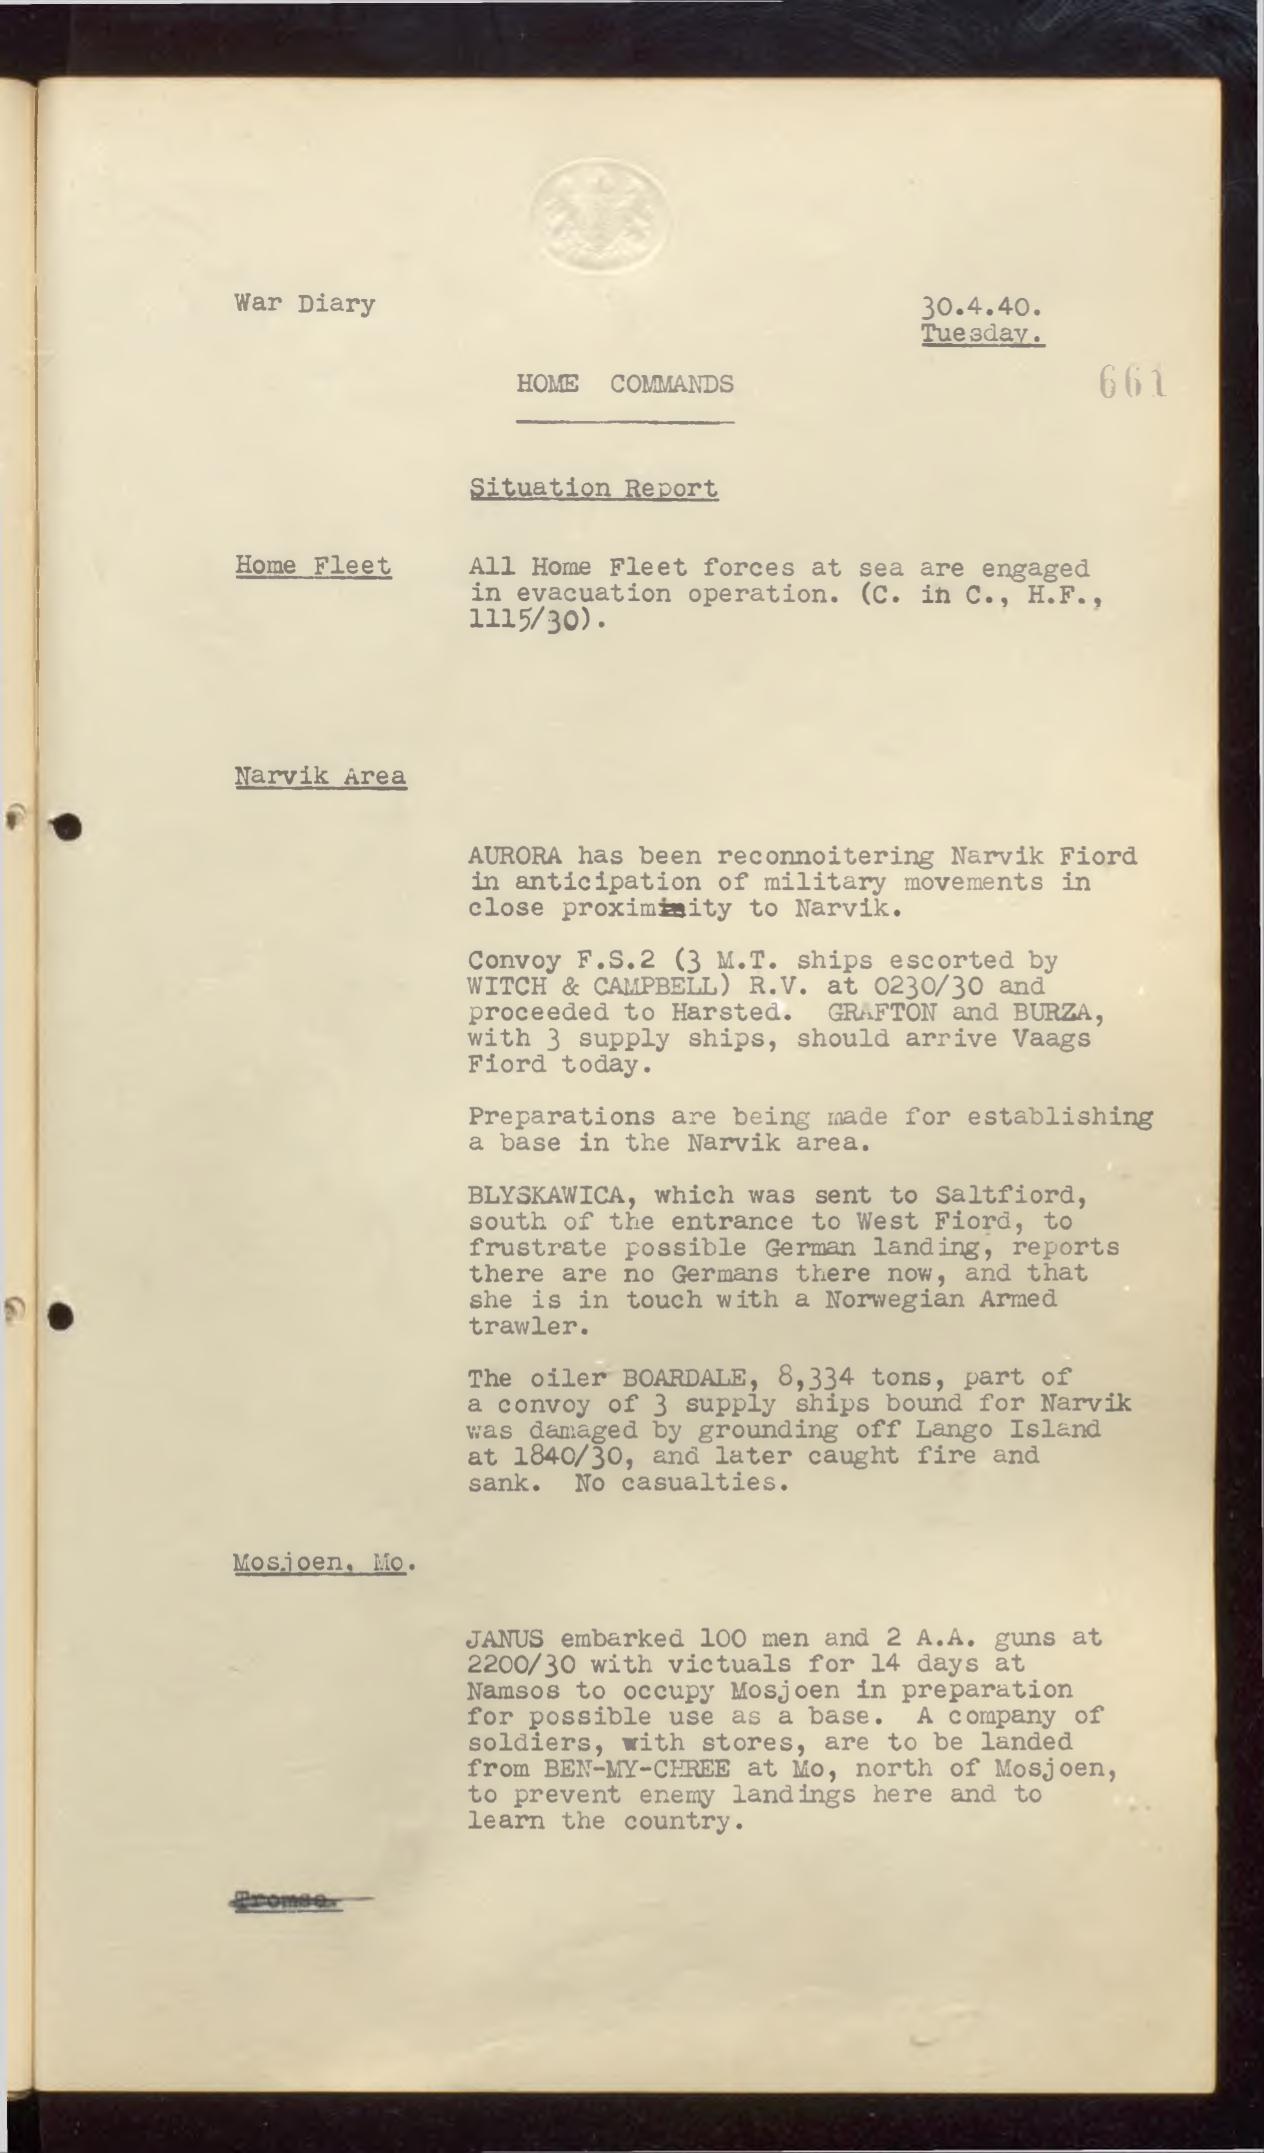 War Diary
30.4.40.
Tuesday.
661
HOME COMMANDS
Situation Report
Home Fleet
All Home Fleet forces at sea are engaged
in evacuation operation. (C. in C., H.F.,
1115/30).
Narvik Area
AURORA has been reconnoitering Narvik Fiord
in anticipation of military movements in
close proximity to Narvik.
Convoy F.S.2 (3 M.T. ships escorted by
WITCH & CAMPBELL) R.V. at 0230/30 and
proceeded to Harsted. GRAFTON and BURZA,
with 3 supply ships, should arrive Vaags
Fiord today.
Preparations are being made for establishing
a base in the Narvik area.
BLYSKAWICA, which was sent to Saltfiord,
south of the entrance to West Fiord, to
frustrate possible German landing, reports
there are no Germans there now, and that
she is in touch with a Norwegian Armed
trawler.
The oiler BOARDALE, 8,334 tons, part of
a convoy of 3 supply ships bound for Narvik
was damaged by grounding off Lango Island
at 1840/30, and later caught fire and
sank. No casualties.
Mosjoen, Mo.
JANUS embarked 100 men and 2 A.A. guns at
2200/30 with victuals for 14 days at
Namsos to occupy Mosjoen in preparation
for possible use as a base. A company of
soldiers, with stores, are to be landed
from BEN-MY-CHREE at Mo, north of Mosjoen,
to prevent enemy landings here and to
learn the country.
Tromso.